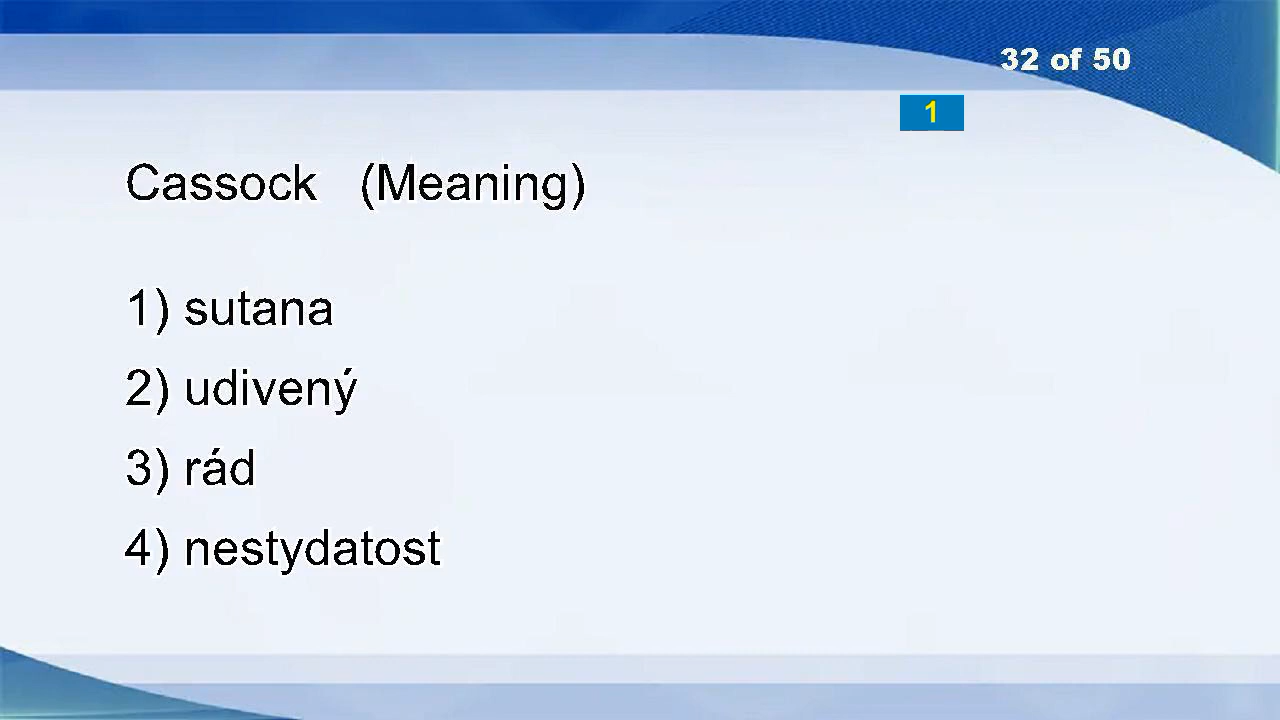 32 of 50
1
Cassock (Meaning)
1) sutana
2) udivený
3) rád
4) nestydatost